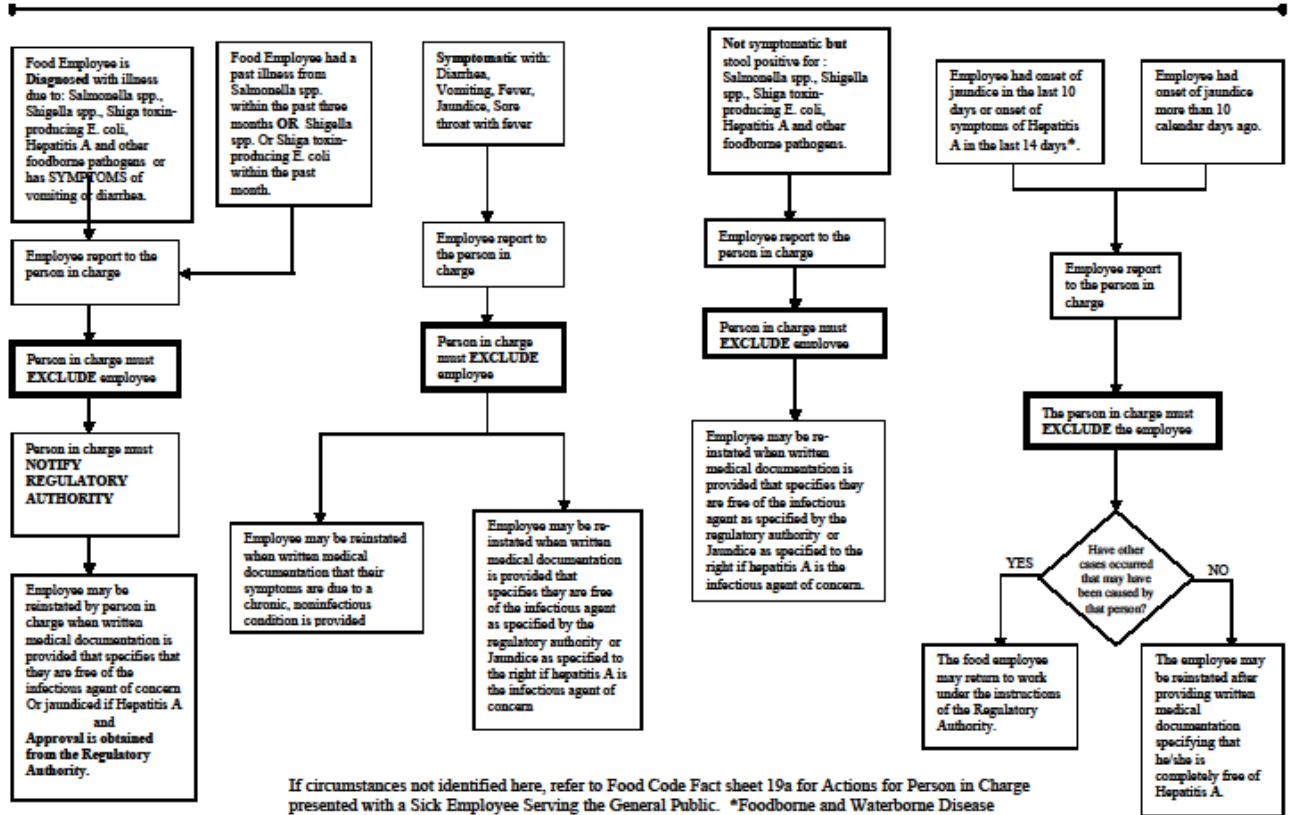 Food Employee is
Diagnosed with illness
due to: Salmonella spp.,
Shigella spp., Shiga toxin-
producing E. coli,
Hepatitis A and other
foodborne pathogens or
has SYMPTOMS of
vomiting or diarrhea.
Employee report to the
person in charge
Person in charge must
EXCLUDE employee
Person in charge must
NOTIFY
REGULATORY
AUTHORITY
Employee may be
reinstated by person in
charge when written
medical documentation is
provided that specifies that
they are free of the
infectious agent of concern
Or jaundiced if Hepatitis A
and
Approval is obtained
from the Regulatory
Authority.
Food Employee had a
past illness from
Salmonella spp.
within the past three
months OR Shigella
spp. Or Shiga toxin-
producing E. coli
within the past
month.
Symptomatic with:
Diarrhea,
Vomiting, Fever,
Jaundice, Sore
throat with fever
Employee report to
the person in
charge
Person in charge
must EXCLUDE
employee
Employee may be reinstated
when written medical
documentation that their
symptoms are due to a
chronic, noninfectious
condition is provided
Employee may be re-
instated when written
medical documentation
is provided that
specifies they are free
of the infectious agent
as specified by the
regulatory authority or
Jaundice as specified to
the right if hepatitis A is
the infectious agent of
concern
Not symptomatic but
stool positive for :
Salmonella spp., Shigella
spp., Shiga toxin-
producing E. coli,
Hepatitis A and other
foodborne pathogens.
Employee report to the
person in charge
Person in charge must
EXCLUDE employee
Employee may be re-
instated when written
medical documentation is
provided that specifies they
are free of the infectious
agent as specified by the
regulatory authority or
Jaundice as specified to the
right if hepatitis A is the
infectious agent of concern.
Employee had onset of
jaundice in the last 10
days or onset of
symptoms of Hepatitis
A in the last 14 days*.
Employee had
onset of jaundice
more than 10
calendar days ago.
Employee report
to the person in
charge
The person in charge must
EXCLUDE the employee
Have other
cases occurred
that may have
been caused by
that person?
YES
NO
The food employee
may return to work
under the instructions
of the Regulatory
Authority.
The employee may
be reinstated after
providing written
medical
documentation
specifying that
he/she is
completely free of
Hepatitis A.
If circumstances not identified here, refer to Food Code Fact sheet 19a for Actions for Person in Charge
presented with a Sick Employee Serving the General Public. *Foodborne and Waterborne Disease